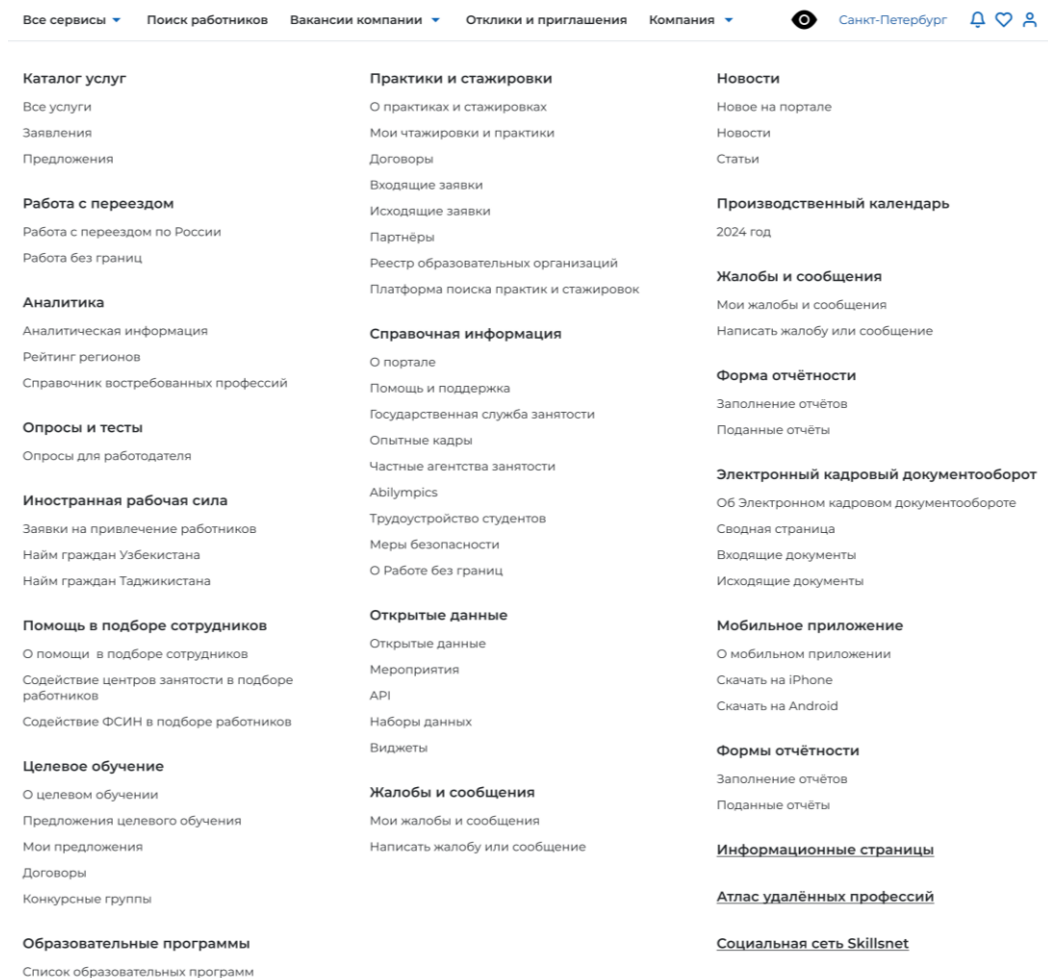 Все сервисы
Поиск работников
Вакансии компании
Отклики и приглашения
Компания
Санкт-Петербург
Каталог услуг
Все услуги
Заявления
Предложения
Работа с переездом
Работа с переездом по России
Работа без границ
Аналитика
Аналитическая информация
Рейтинг регионов
Справочник востребованных профессий
Опросы и тесты
Опросы для работодателя
Иностранная рабочая сила
Заявки на привлечение работников
Найм граждан Узбекистана
Найм граждан Таджикистана
Помощь в подборе сотрудников
О помощи в подборе сотрудников
Содействие центров занятости в подборе
работников
Содействие ФСИН в подборе работников
Целевое обучение
О целевом обучении
Предложения целевого обучения
Мои предложения
Договоры
Конкурсные группы
Образовательные программы
Список образовательных программ
Практики и стажировки
О практиках и стажировках
Мои чтажировки и практики
Договоры
Входящие заявки
Исходящие заявки
Партнёры
Реестр образовательных организаций
Платформа поиска практик и стажировок
Справочная информация
О портале
Помощь и поддержка
Государственная служба занятости
Опытные кадры
Частные агентства занятости
Abilympics
Трудоустройство студентов
Меры безопасности
О Работе без границ
Открытые данные
Открытые данные
Мероприятия
API
Наборы данных
Виджеты
Жалобы и сообщения
Мои жалобы и сообщения
Написать жалобу или сообщение
Новости
Новое на портале
Новости
Статьи
Производственный календарь
2024 год
Жалобы и сообщения
Мои жалобы и сообщения
Написать жалобу или сообщение
Форма отчётности
Заполнение отчётов
Поданные отчёты
Электронный кадровый документооборот
Об Электронном кадровом документообороте
Сводная страница
Входящие документы
Исходящие документы
Мобильное приложение
О мобильном приложении
Скачать на iPhone
Скачать на Android
Формы отчётности
Заполнение отчётов
Поданные отчёты
Информационные страницы
Атлас удалённых профессий
Социальная сеть Skillsnet